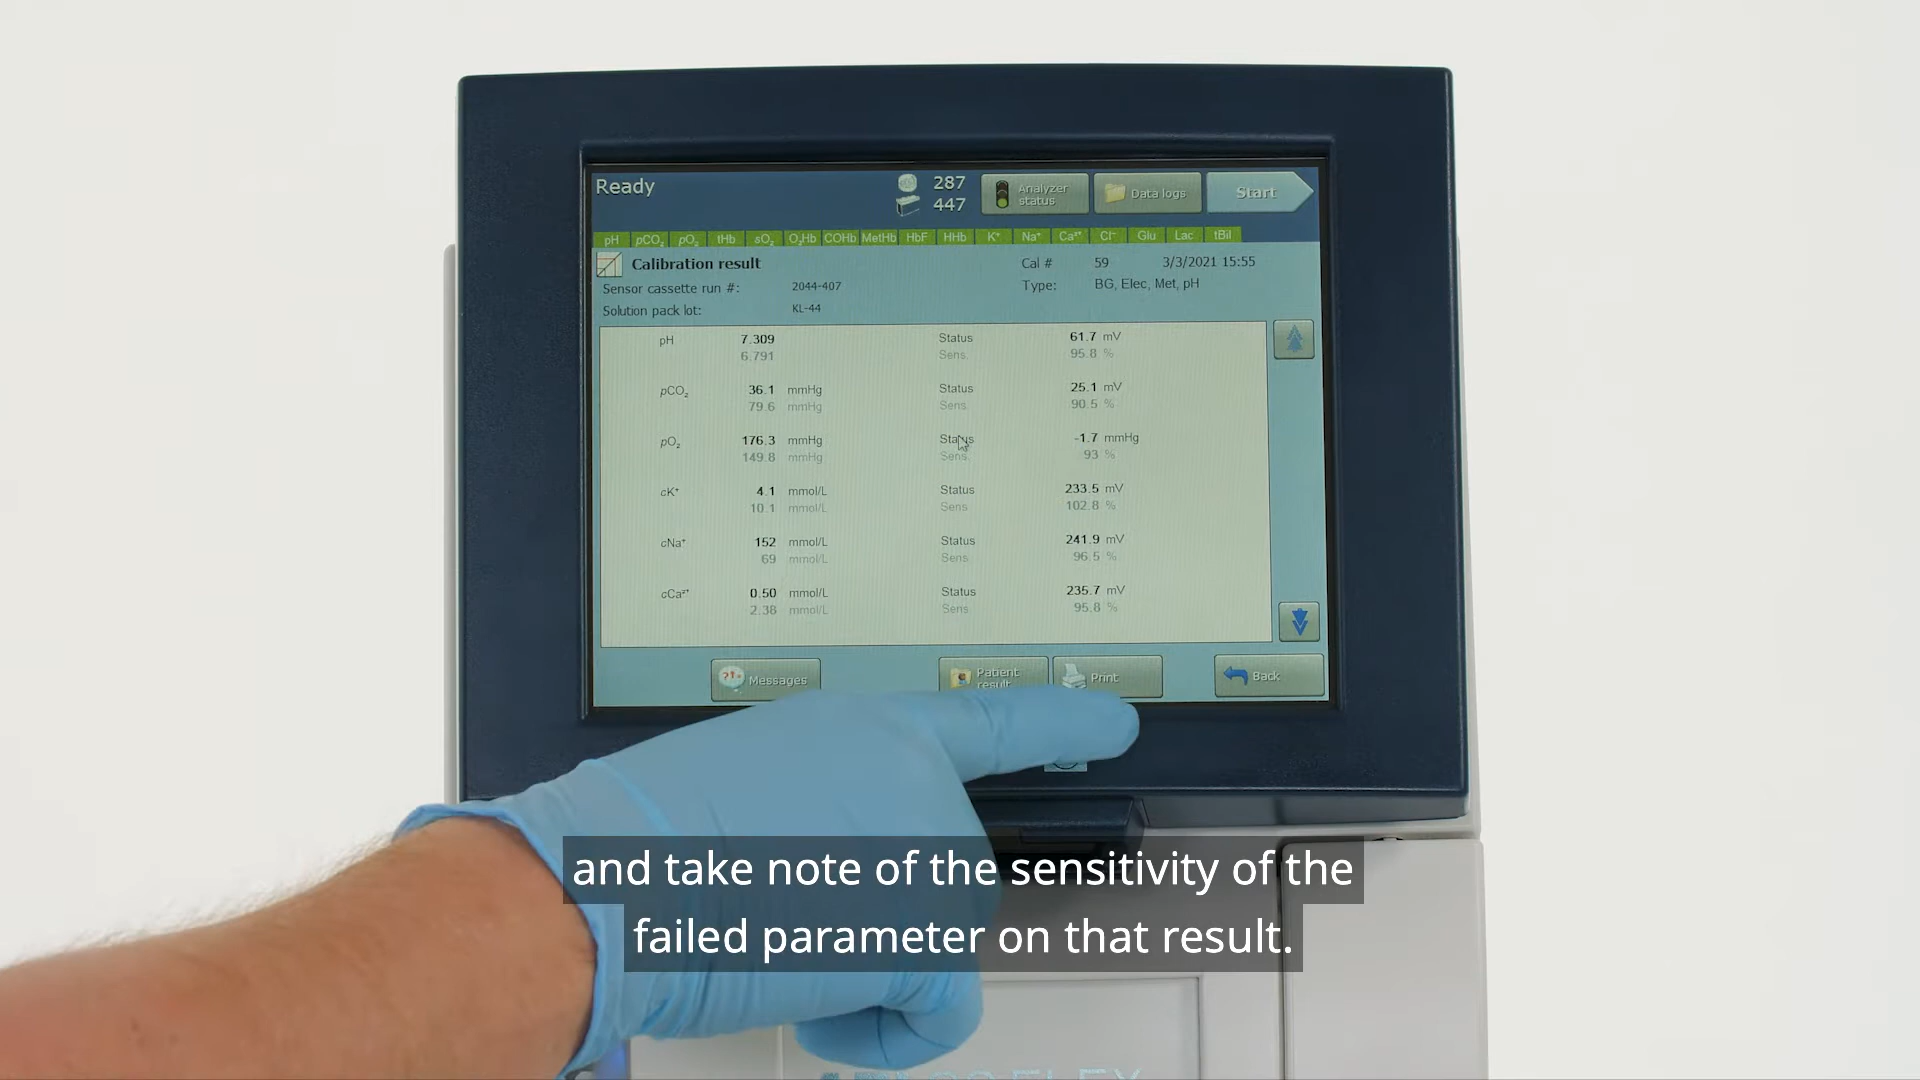 Ready
287
447
Analyzer
status
Data logs
Start
pH pCO₂ pO₂ tHb sO₂ O₂Hb COHb MetHb HbF HHb K⁺ Na⁺ Ca²⁺ Cl⁻ Glu Lac tBil
Calibration result
Cal # 59 3/3/2021 15:55
Sensor cassette run #: 2044-407
Type: BG, Elec, Met, pH
Solution pack lot: KL-44
pH 7.309 Status 61.7 mV
6.791 Sens. 95.8 %
pCO₂ 36.1 mmHg Status 25.1 mV
79.6 mmHg Sens. 90.5 %
pO₂ 176.3 mmHg Status -1.7 mmHg
149.8 mmHg Sens. 93 %
cK⁺ 4.1 mmol/L Status 233.5 mV
10.1 mmol/L Sens. 102.8 %
cNa⁺ 152 mmol/L Status 241.9 mV
69 mmol/L Sens. 96.5 %
cCa²⁺ 0.50 mmol/L Status 235.7 mV
2.38 mmol/L Sens. 95.8 %
Messages
Patient
result
Print
Back
and take note of the sensitivity of the
failed parameter on that result.